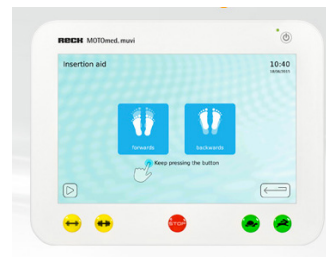 RECK MOTOmed. muvi
Insertion aid
10:40
forwards
backwards
Keep pressing the button
STOP